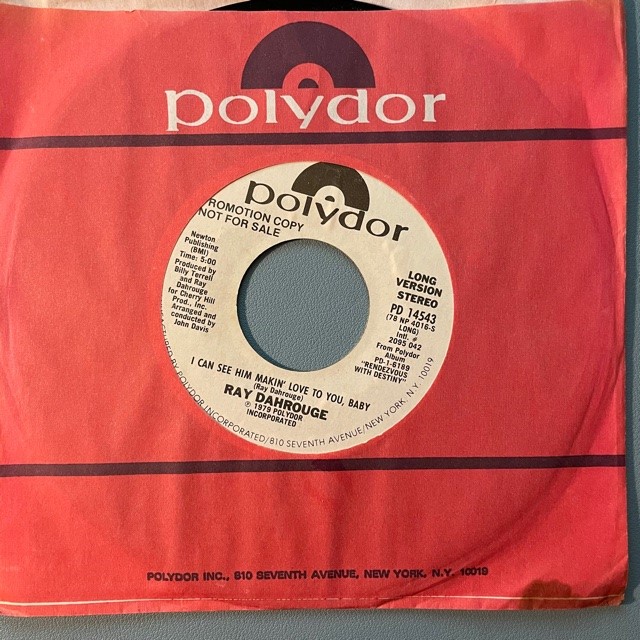 polydor
polydor
PROMOTION COPY
NOT FOR SALE
Newton
Publishing
(BMI)
Time: 5:00
Produced by
Billy Terrell
and Ray
Dahrouge
for Cherry Hill
Prod., Inc.
Arranged and
conducted by
John Davis
LONG
VERSION
STEREO
PD 14543
(78 NP 4016-S
LONG)
Intl. #
2095 042
From Polydor
Album
PD-1-6189
"RENDEZVOUS
WITH DESTINY"
I CAN SEE HIM MAKIN' LOVE TO YOU, BABY
(Ray Dahrouge)
RAY DAHROUGE
℗ 1979 POLYDOR
INCORPORATED
BY POLYDOR INCORPORATED/810 SEVENTH AVENUE/NEW YORK, N.Y. 10019
POLYDOR INC., 810 SEVENTH AVENUE, NEW YORK, N.Y. 10019